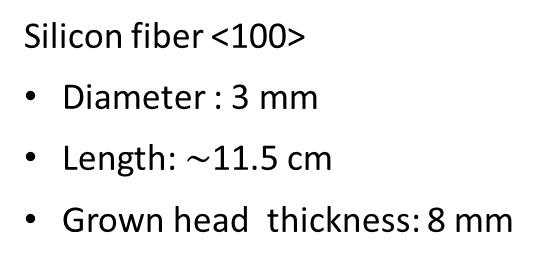 Silicon fiber <100>
• Diameter : 3 mm
• Length: ~11.5 cm
• Grown head  thickness: 8 mm